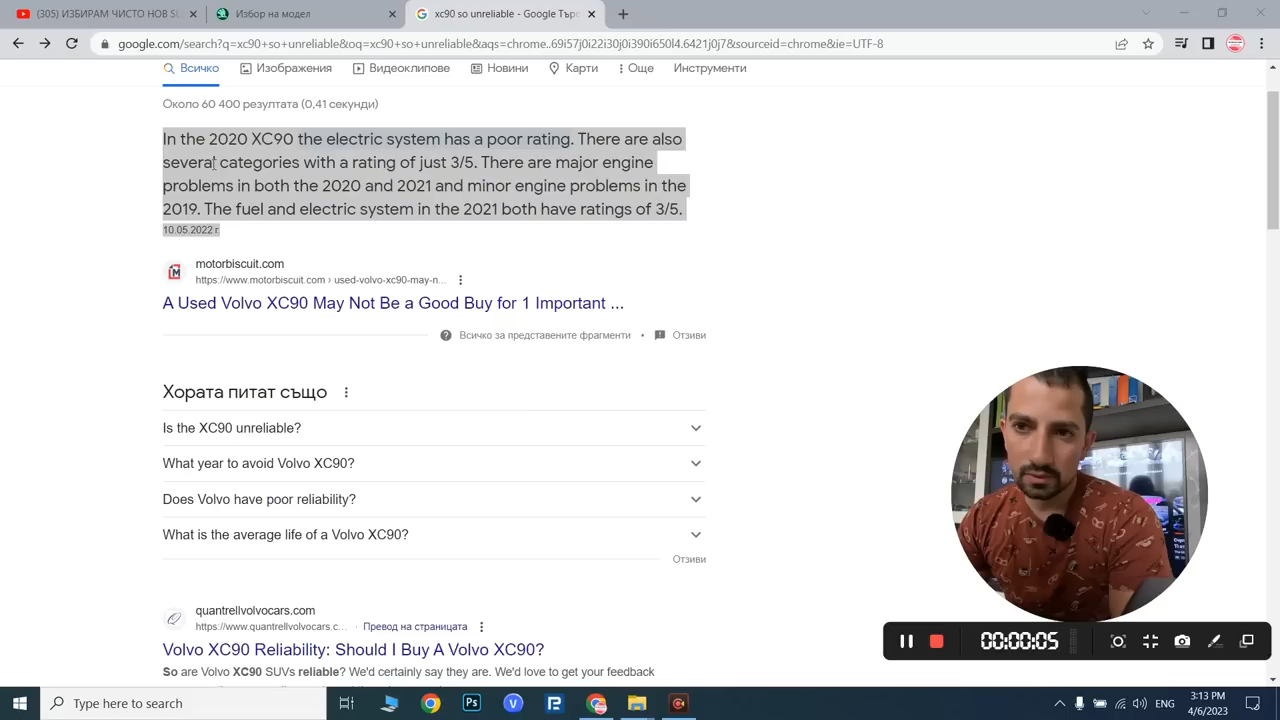 (305) ИЗБИРАМ ЧИСТО НОВ SU
Избор на модел
xc90 so unreliable - Google Търс
google.com/search?q=xc90+so+unreliable&oq=xc90+so+unreliable&aqs=chrome..69i57j0i22i30j0i390i650l4.6421j0j7&sourceid=chrome&ie=UTF-8
Всичко
Изображения
Видеоклипове
Новини
Карти
Още
Инструменти
Около 60 400 резултата (0,41 секунди)
In the 2020 XC90 the electric system has a poor rating. There are also
several categories with a rating of just 3/5. There are major engine
problems in both the 2020 and 2021 and minor engine problems in the
2019. The fuel and electric system in the 2021 both have ratings of 3/5.
10.05.2022 г.
motorbiscuit.com
https://www.motorbiscuit.com › used-volvo-xc90-may-n...
A Used Volvo XC90 May Not Be a Good Buy for 1 Important ...
Всичко за представените фрагменти • Отзиви
Хората питат също
Is the XC90 unreliable?
What year to avoid Volvo XC90?
Does Volvo have poor reliability?
What is the average life of a Volvo XC90?
Отзиви
quantrellvolvocars.com
https://www.quantrellvolvocars.c... · Превод на страницата
Volvo XC90 Reliability: Should I Buy A Volvo XC90?
So are Volvo XC90 SUVs reliable? We'd certainly say they are. We'd love to get your feedback
00:00:05
Type here to search
Ps
ENG
3:13 PM
4/6/2023